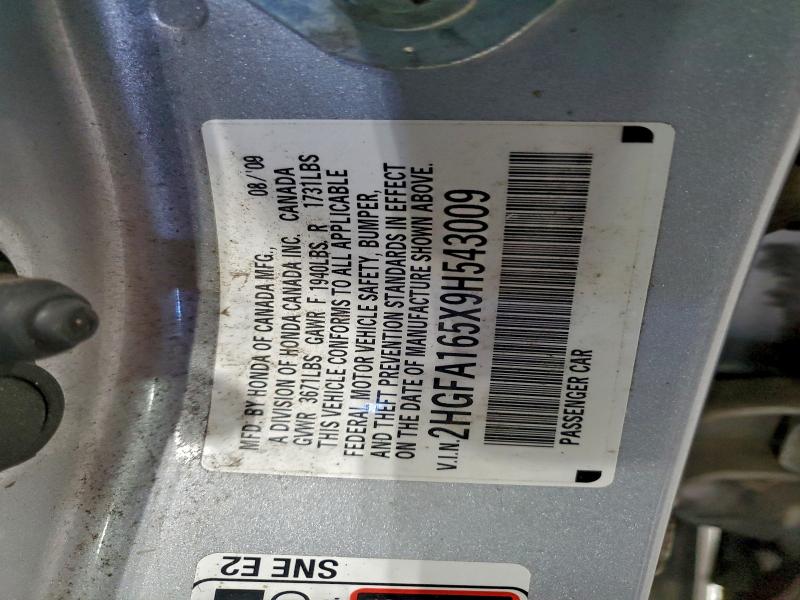 MFD. BY HONDA OF CANADA MFG., 08/'09
A DIVISION OF HONDA CANADA INC. CANADA
GVWR 3671LBS GAWR F 1940LBS. R 1731LBS
THIS VEHICLE CONFORMS TO ALL APPLICABLE
FEDERAL MOTOR VEHICLE SAFETY, BUMPER,
AND THEFT PREVENTION STANDARDS IN EFFECT
ON THE DATE OF MANUFACTURE SHOWN ABOVE.
V.I.N. 2HGFA165X9H543009
PASSENGER CAR
SNE E2